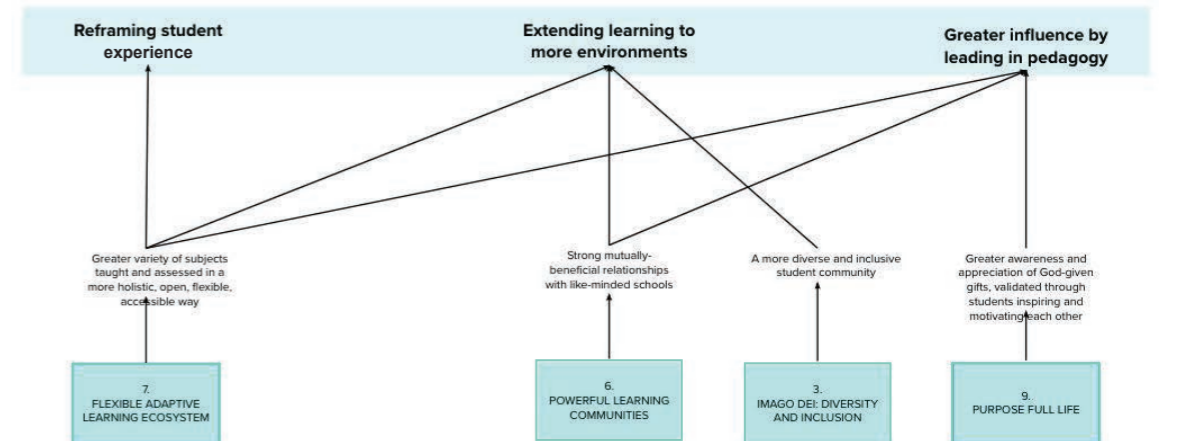 Reframing student
experience
Extending learning to
more environments
Greater influence by
leading in pedagogy
Greater variety of subjects
taught and assessed in a
more holistic, open, flexible,
accessible way
Strong mutually-
beneficial relationships
with like-minded schools
A more diverse and inclusive
student community
Greater awareness and
appreciation of God-given
gifts, validated through
students inspiring and
motivating each other
7.
FLEXIBLE ADAPTIVE
LEARNING ECOSYSTEM
6.
POWERFUL LEARNING
COMMUNITIES
3.
IMAGO DEI: DIVERSITY
AND INCLUSION
9.
PURPOSE FULL LIFE